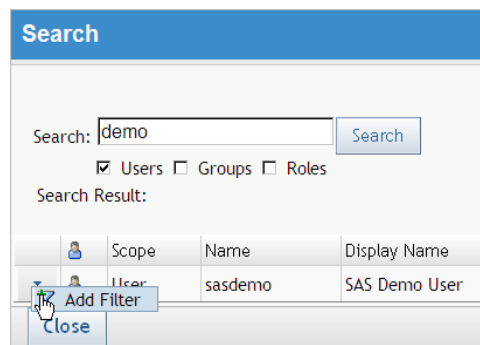 Search
Search: demo Search
Users Groups Roles
Search Result:
Scope Name Display Name
User sasdemo SAS Demo User
Add Filter
Close